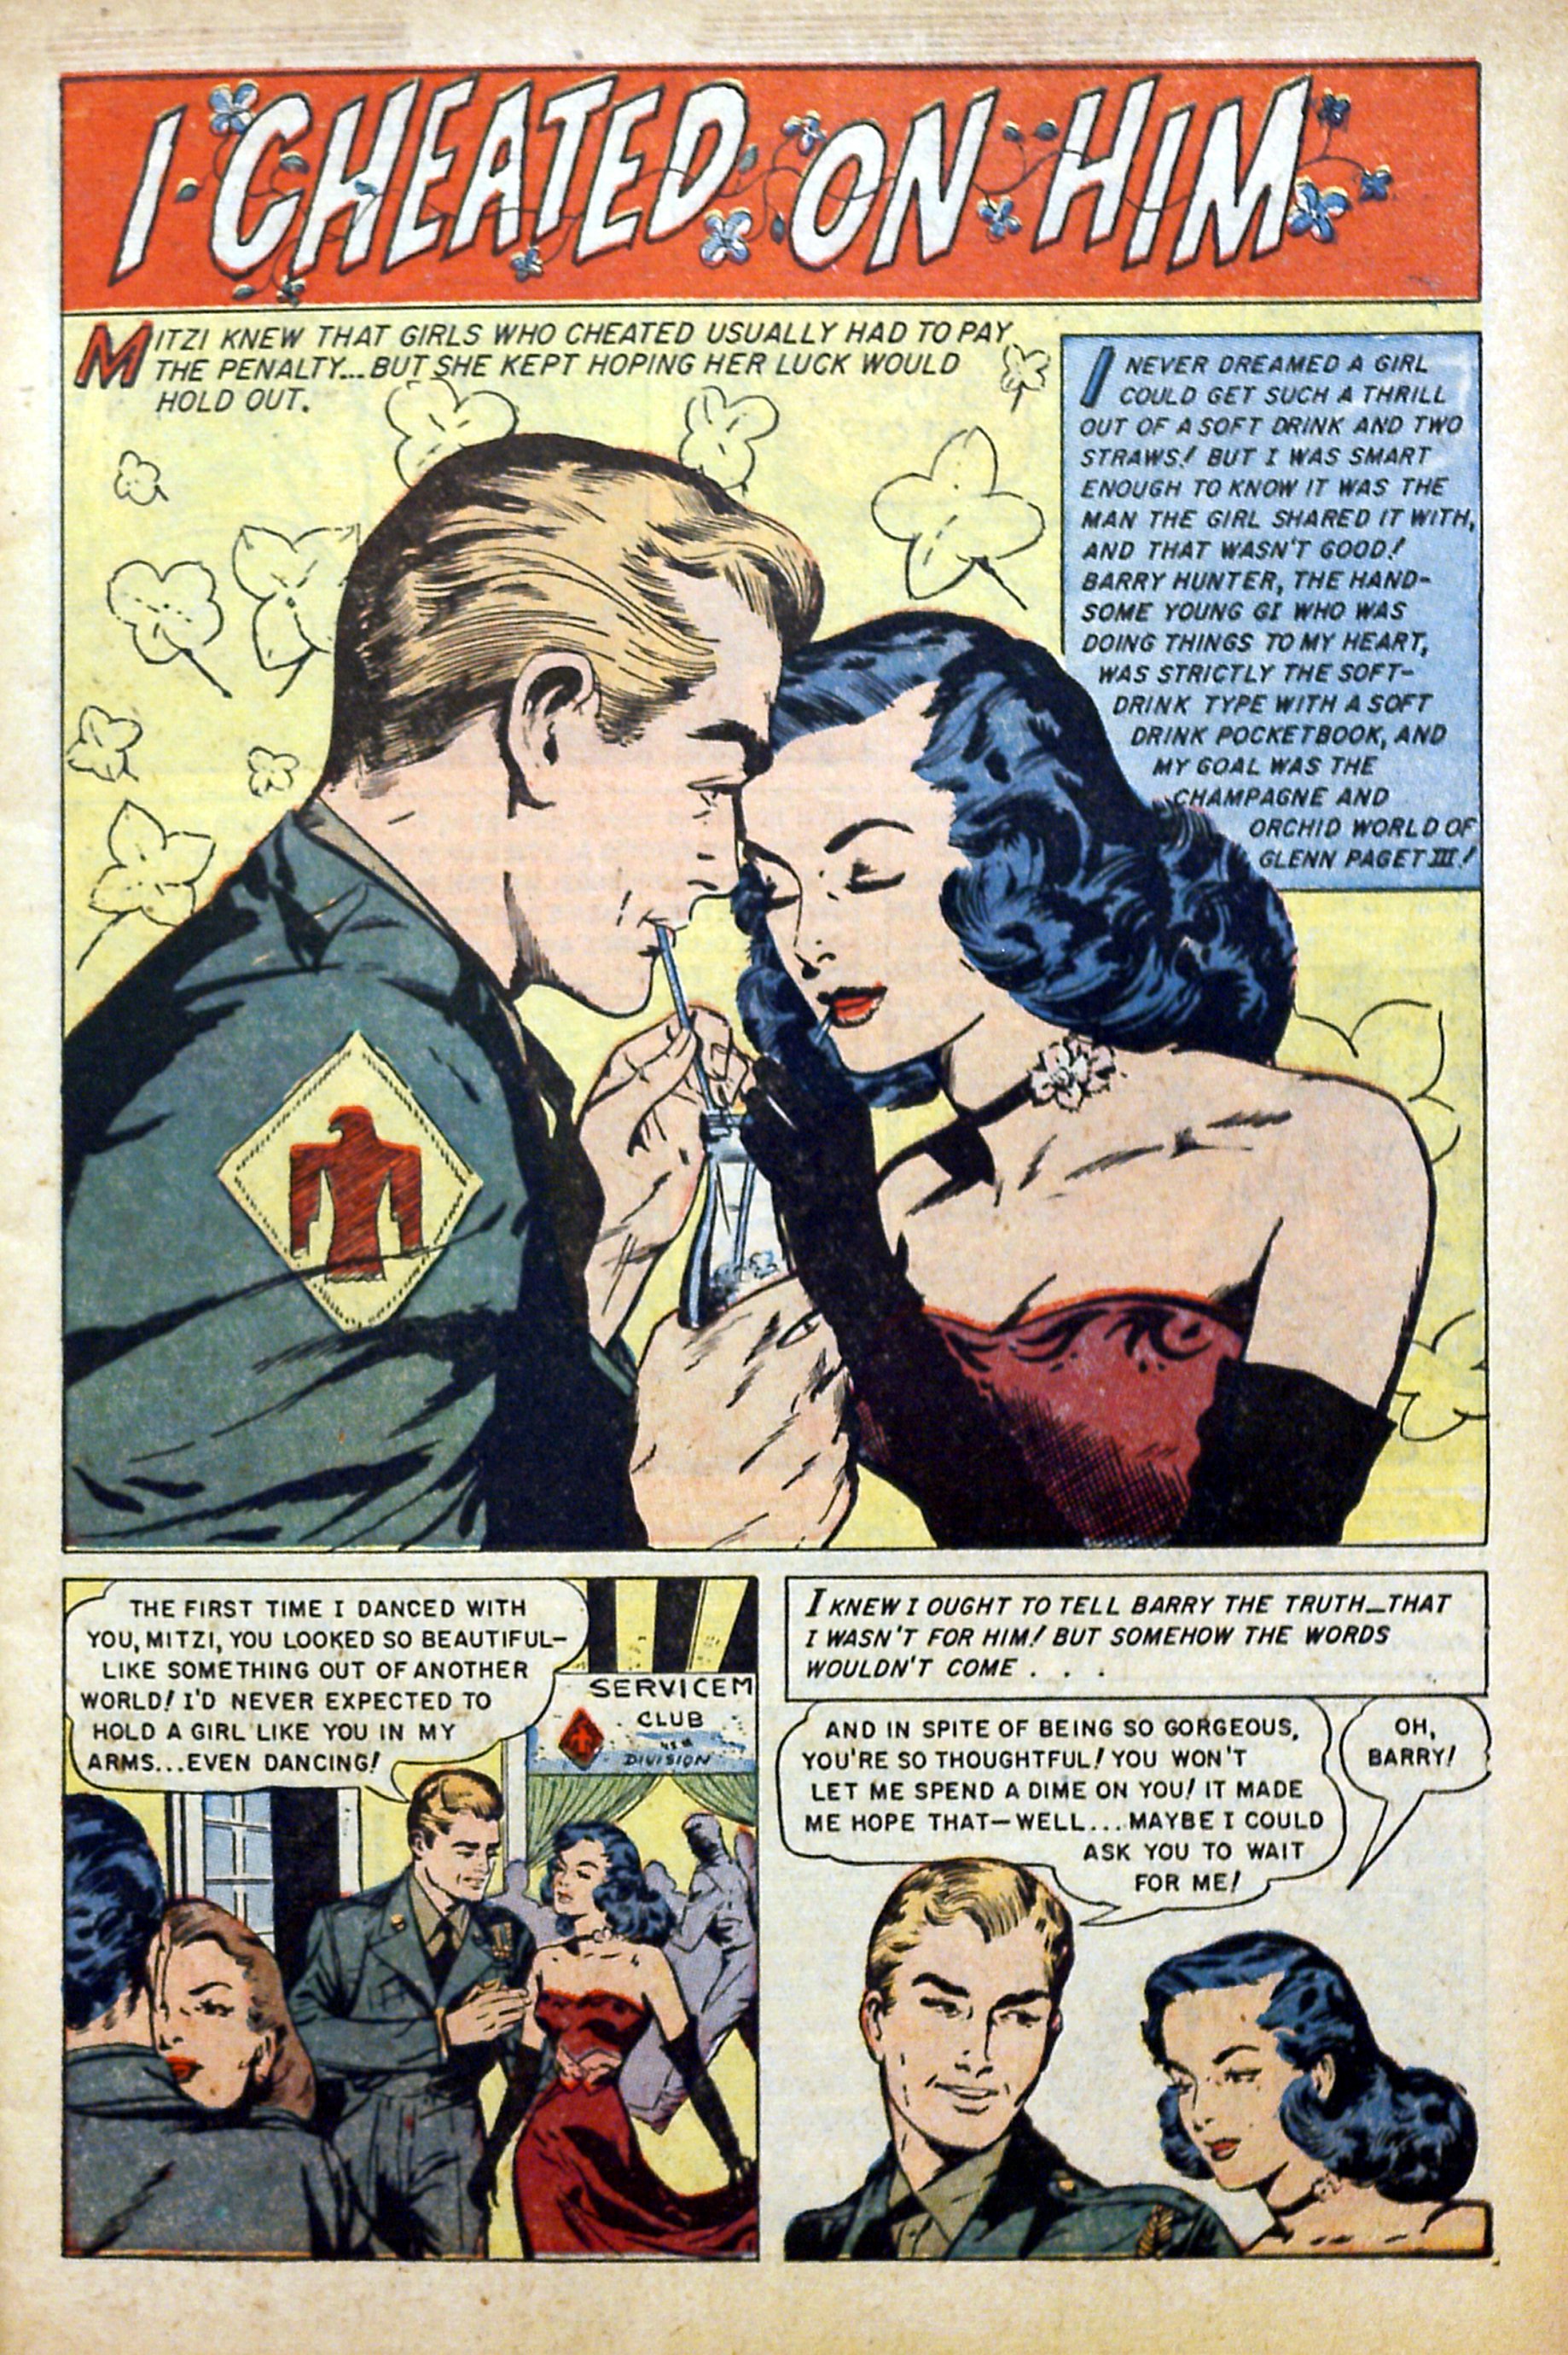 I CHEATED ON HIM
MITZI KNEW THAT GIRLS WHO CHEATED USUALLY HAD TO PAY
THE PENALTY...BUT SHE KEPT HOPING HER LUCK WOULD
HOLD OUT.
I NEVER DREAMED A GIRL
COULD GET SUCH A THRILL
OUT OF A SOFT DRINK AND TWO
STRAWS! BUT I WAS SMART
ENOUGH TO KNOW IT WAS THE
MAN THE GIRL SHARED IT WITH,
AND THAT WASN'T GOOD!
BARRY HUNTER, THE HAND-
SOME YOUNG GI WHO WAS
DOING THINGS TO MY HEART,
WAS STRICTLY THE SOFT-
DRINK TYPE WITH A SOFT
DRINK POCKETBOOK, AND
MY GOAL WAS THE
CHAMPAGNE AND
ORCHID WORLD OF
GLENN PAGET III!
THE FIRST TIME I DANCED WITH
YOU, MITZI, YOU LOOKED SO BEAUTIFUL-
LIKE SOMETHING OUT OF ANOTHER
WORLD! I'D NEVER EXPECTED TO
HOLD A GIRL LIKE YOU IN MY
ARMS...EVEN DANCING!
SERVICEM
CLUB
45TH
DIVISION
I KNEW I OUGHT TO TELL BARRY THE TRUTH—THAT
I WASN'T FOR HIM! BUT SOMEHOW THE WORDS
WOULDN'T COME . . .
AND IN SPITE OF BEING SO GORGEOUS,
YOU'RE SO THOUGHTFUL! YOU WON'T
LET ME SPEND A DIME ON YOU! IT MADE
ME HOPE THAT—WELL...MAYBE I COULD
ASK YOU TO WAIT
FOR ME!
OH,
BARRY!